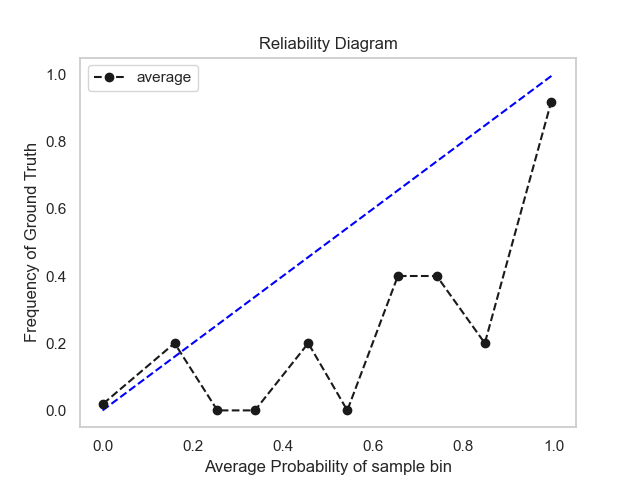 Reliability Diagram
average
1.0
0.8
0.6
0.4
0.2
0.0
Frequency of Ground Truth
0.0 0.2 0.4 0.6 0.8 1.0
Average Probability of sample bin